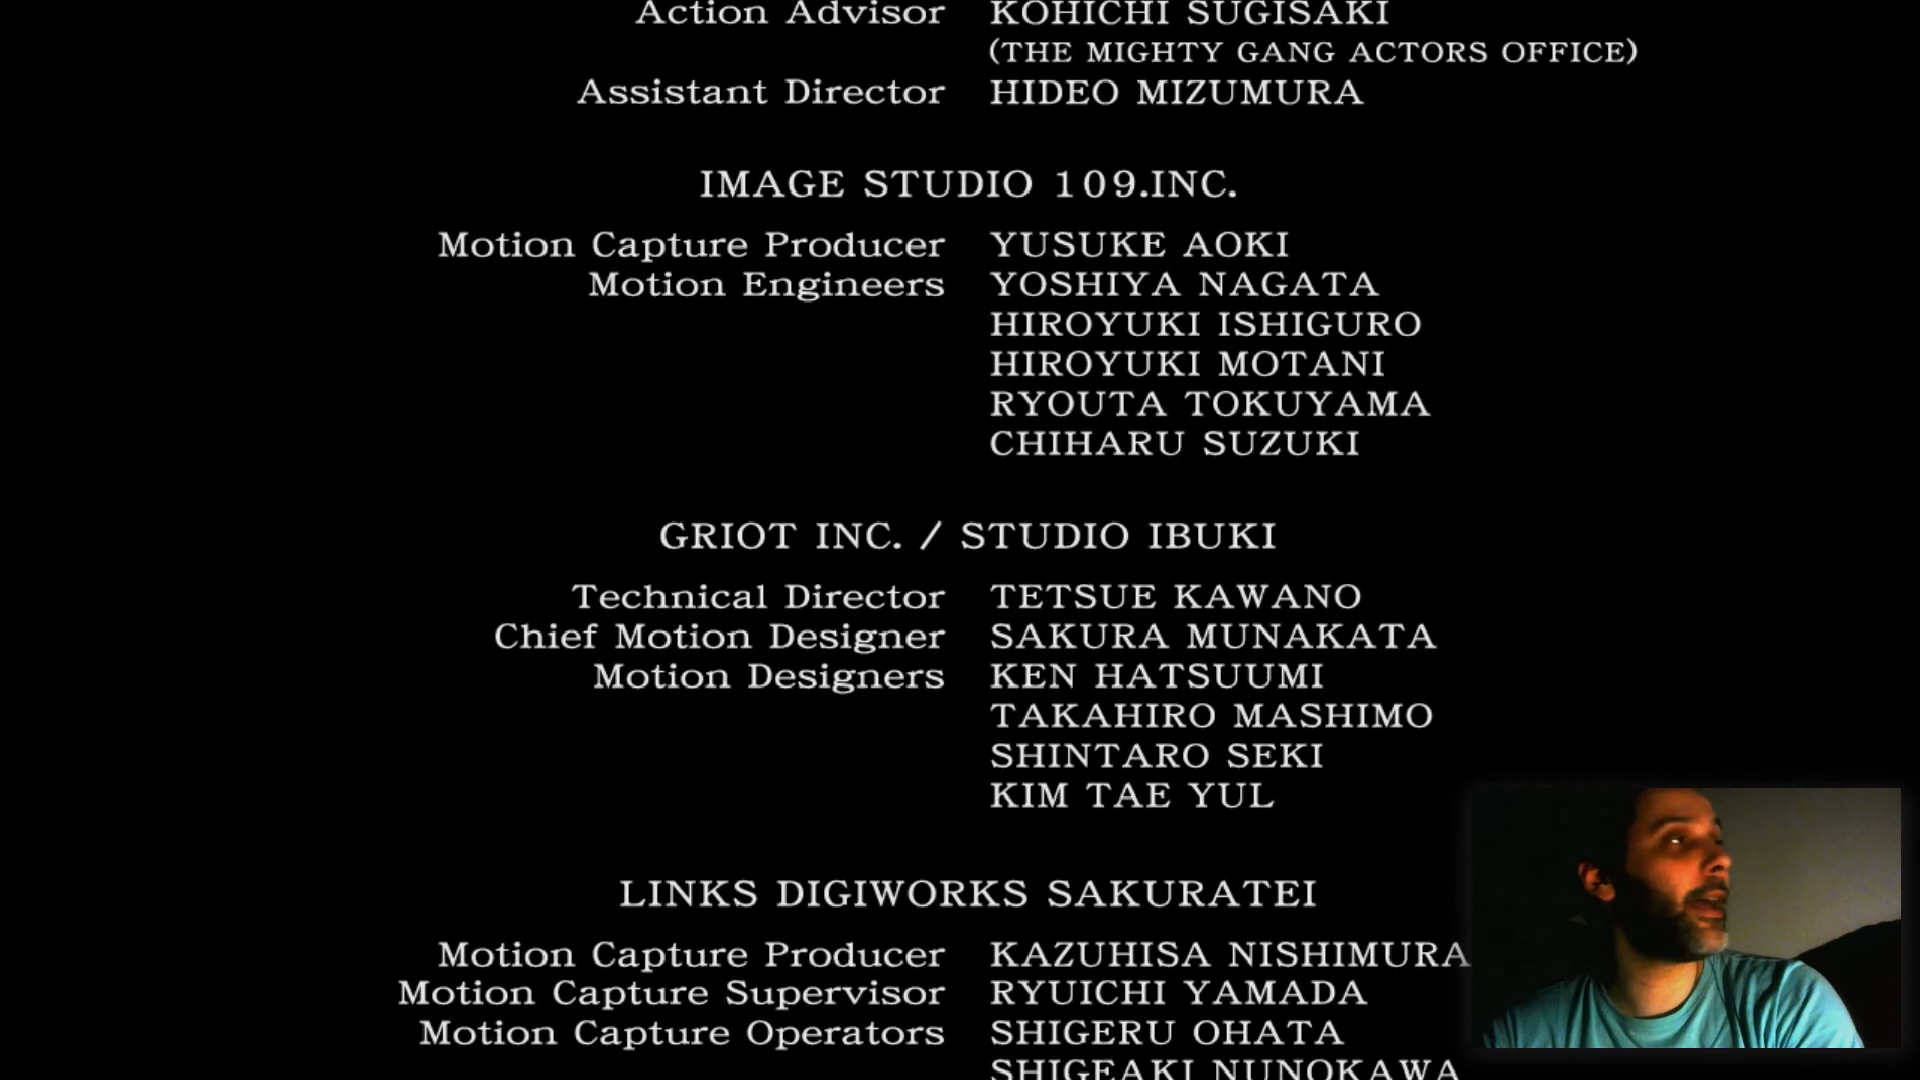 Action Advisor KOHICHI SUGISAKI
(THE MIGHTY GANG ACTORS OFFICE)
Assistant Director HIDEO MIZUMURA
IMAGE STUDIO 109.INC.
Motion Capture Producer YUSUKE AOKI
Motion Engineers YOSHIYA NAGATA
HIROYUKI ISHIGURO
HIROYUKI MOTANI
RYOUTA TOKUYAMA
CHIHARU SUZUKI
GRIOT INC. / STUDIO IBUKI
Technical Director TETSUE KAWANO
Chief Motion Designer SAKURA MUNAKATA
Motion Designers KEN HATSUUMI
TAKAHIRO MASHIMO
SHINTARO SEKI
KIM TAE YUL
LINKS DIGIWORKS SAKURATEI
Motion Capture Producer KAZUHISA NISHIMURA
Motion Capture Supervisor RYUICHI YAMADA
Motion Capture Operators SHIGERU OHATA
SHIGEAKI NUNOKAWA